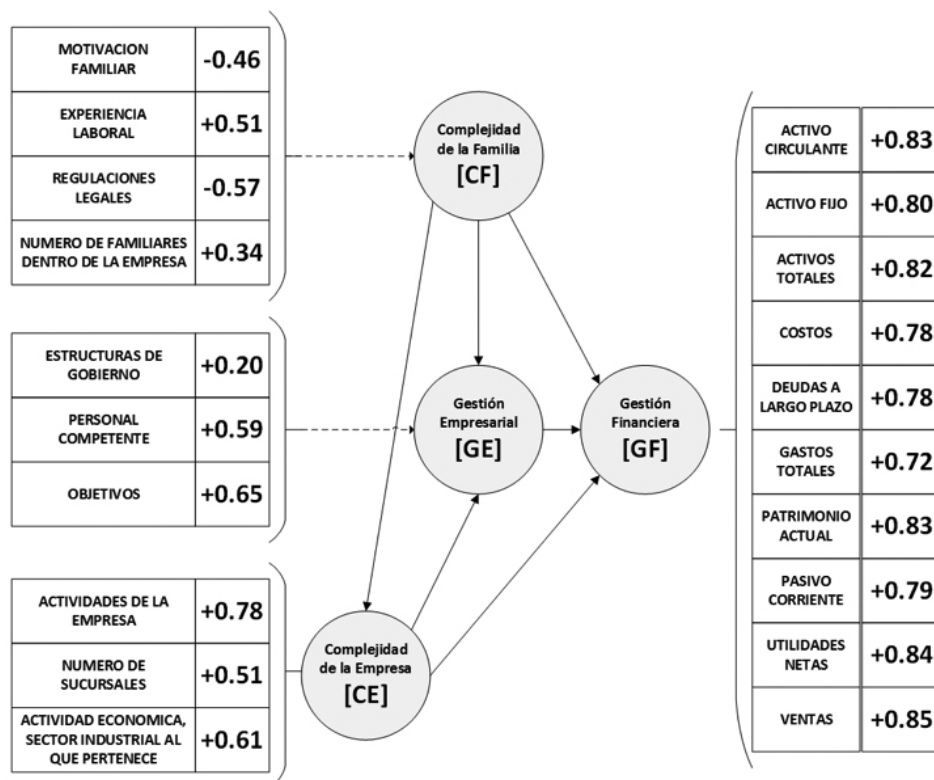 MOTIVACION
FAMILIAR
-0.46
EXPERIENCIA
LABORAL
+0.51
REGULACIONES
LEGALES
-0.57
NUMERO DE FAMILIARES
DENTRO DE LA EMPRESA
+0.34
ESTRUCTURAS DE
GOBIERNO
+0.20
PERSONAL
COMPETENTE
+0.59
OBJETIVOS
+0.65
ACTIVIDADES DE LA
EMPRESA
+0.78
NUMERO DE
SUCURSALES
+0.51
ACTIVIDAD ECONOMICA,
SECTOR INDUSTRIAL AL
QUE PERTENECE
+0.61
Complejidad
de la Familia
[CF]
Gestión
Empresarial
[GE]
Gestión
Financiera
[GF]
Complejidad
de la Empresa
[CE]
ACTIVO
CIRCULANTE
+0.83
ACTIVO FIJO
+0.80
ACTIVOS
TOTALES
+0.82
COSTOS
+0.78
DEUDAS A
LARGO PLAZO
+0.78
GASTOS
TOTALES
+0.72
PATRIMONIO
ACTUAL
+0.83
PASIVO
CORRIENTE
+0.79
UTILIDADES
NETAS
+0.84
VENTAS
+0.85